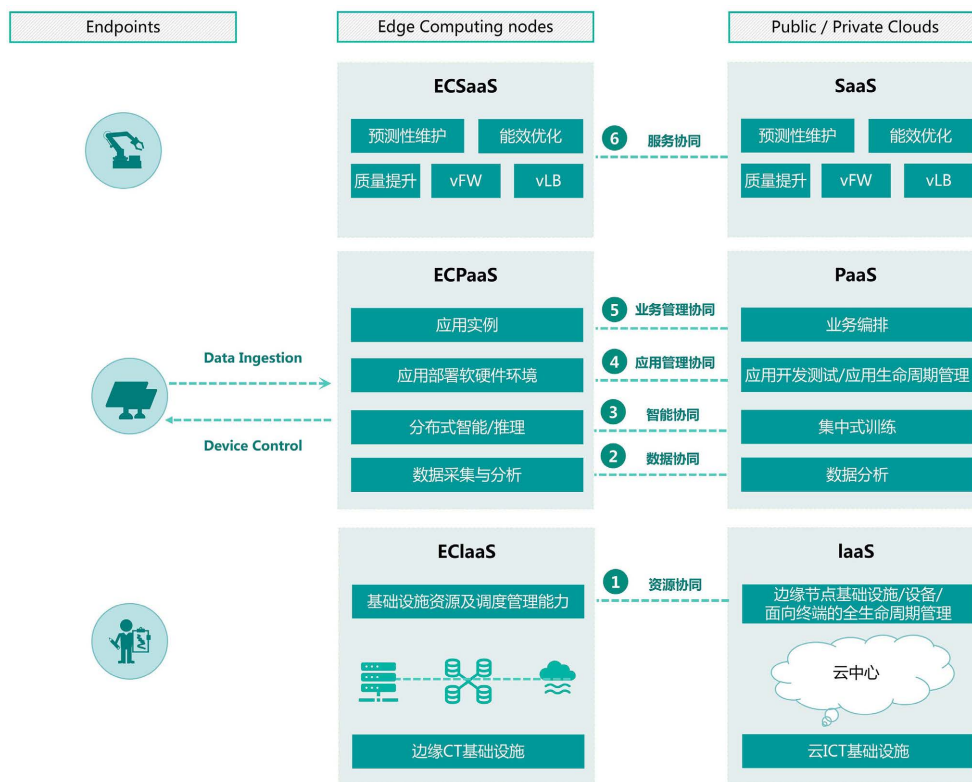 Endpoints
Edge Computing nodes
Public / Private Clouds
ECSaaS
SaaS
预测性维护
能效优化
6
服务协同
预测性维护
能效优化
质量提升
vFW
vLB
质量提升
vFW
vLB
ECPaaS
PaaS
应用实例
5
业务管理协同
业务编排
Data Ingestion
应用部署软硬件环境
4
应用管理协同
应用开发测试/应用生命周期管理
Device Control
分布式智能/推理
3
智能协同
集中式训练
数据采集与分析
2
数据协同
数据分析
ECIaaS
IaaS
基础设施资源及调度管理能力
1
资源协同
边缘节点基础设施/设备/
面向终端的全生命周期管理
云中心
边缘CT基础设施
云ICT基础设施